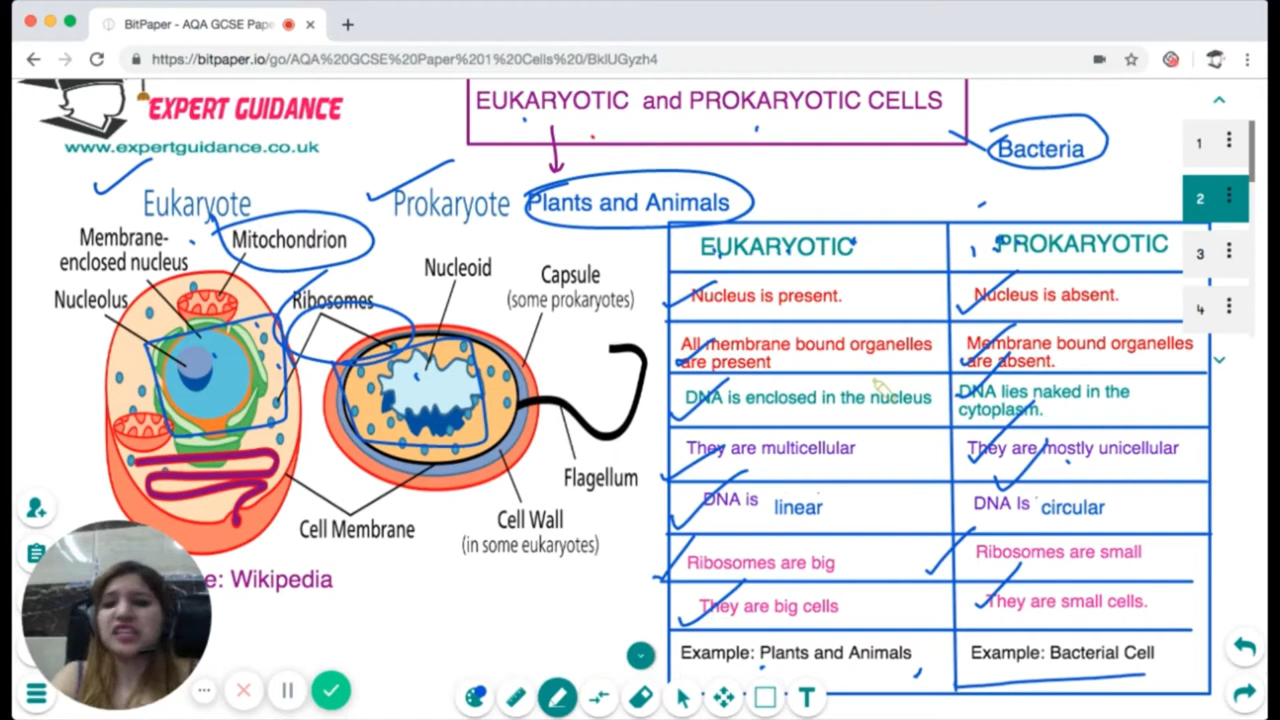 BitPaper - AQA GCSE Pape
https://bitpaper.io/go/AQA%20GCSE%20Paper%201%20Cells%20/BklUGyzh4
EXPERT GUIDANCE
www.expertguidance.co.uk
EUKARYOTIC and PROKARYOTIC CELLS
Bacteria
1
2
3
4
Eukaryote
Prokaryote
Plants and Animals
Membrane-
enclosed nucleus
Mitochondrion
Nucleolus
Ribosomes
Nucleoid
Capsule
(some prokaryotes)
Flagellum
Cell Membrane
Cell Wall
(in some eukaryotes)
e: Wikipedia
EUKARYOTIC
PROKARYOTIC
Nucleus is present.
Nucleus is absent.
All membrane bound organelles
are present
Membrane bound organelles
are absent.
DNA is enclosed in the nucleus
DNA lies naked in the
cytoplasm.
They are multicellular
They are mostly unicellular
DNA is linear
DNA Is circular
Ribosomes are big
Ribosomes are small
They are big cells
They are small cells.
Example: Plants and Animals
Example: Bacterial Cell
T